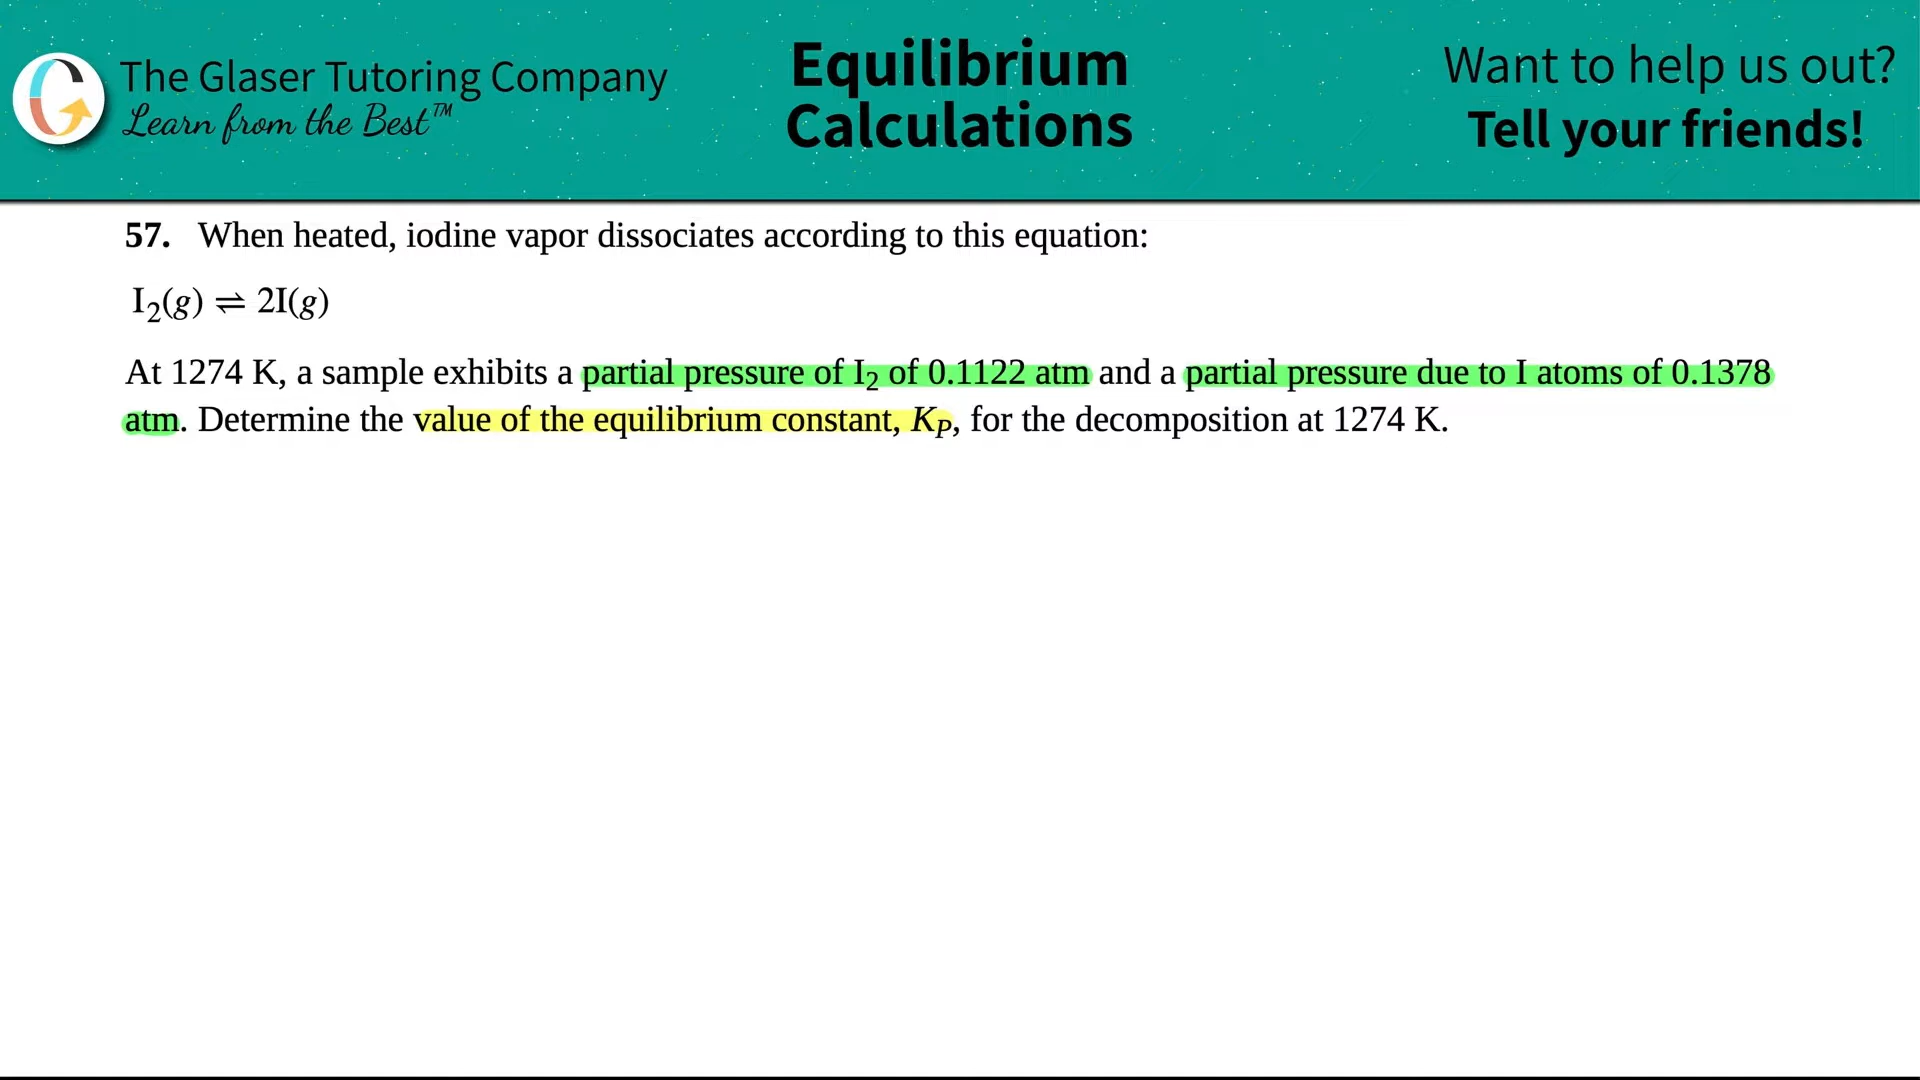 The Glaser Tutoring Company
Learn from the Best™
Equilibrium
Calculations
Want to help us out?
Tell your friends!
57. When heated, iodine vapor dissociates according to this equation:
I₂(g) ⇌ 2I(g)
At 1274 K, a sample exhibits a partial pressure of I₂ of 0.1122 atm and a partial pressure due to I atoms of 0.1378
atm. Determine the value of the equilibrium constant, K_P, for the decomposition at 1274 K.